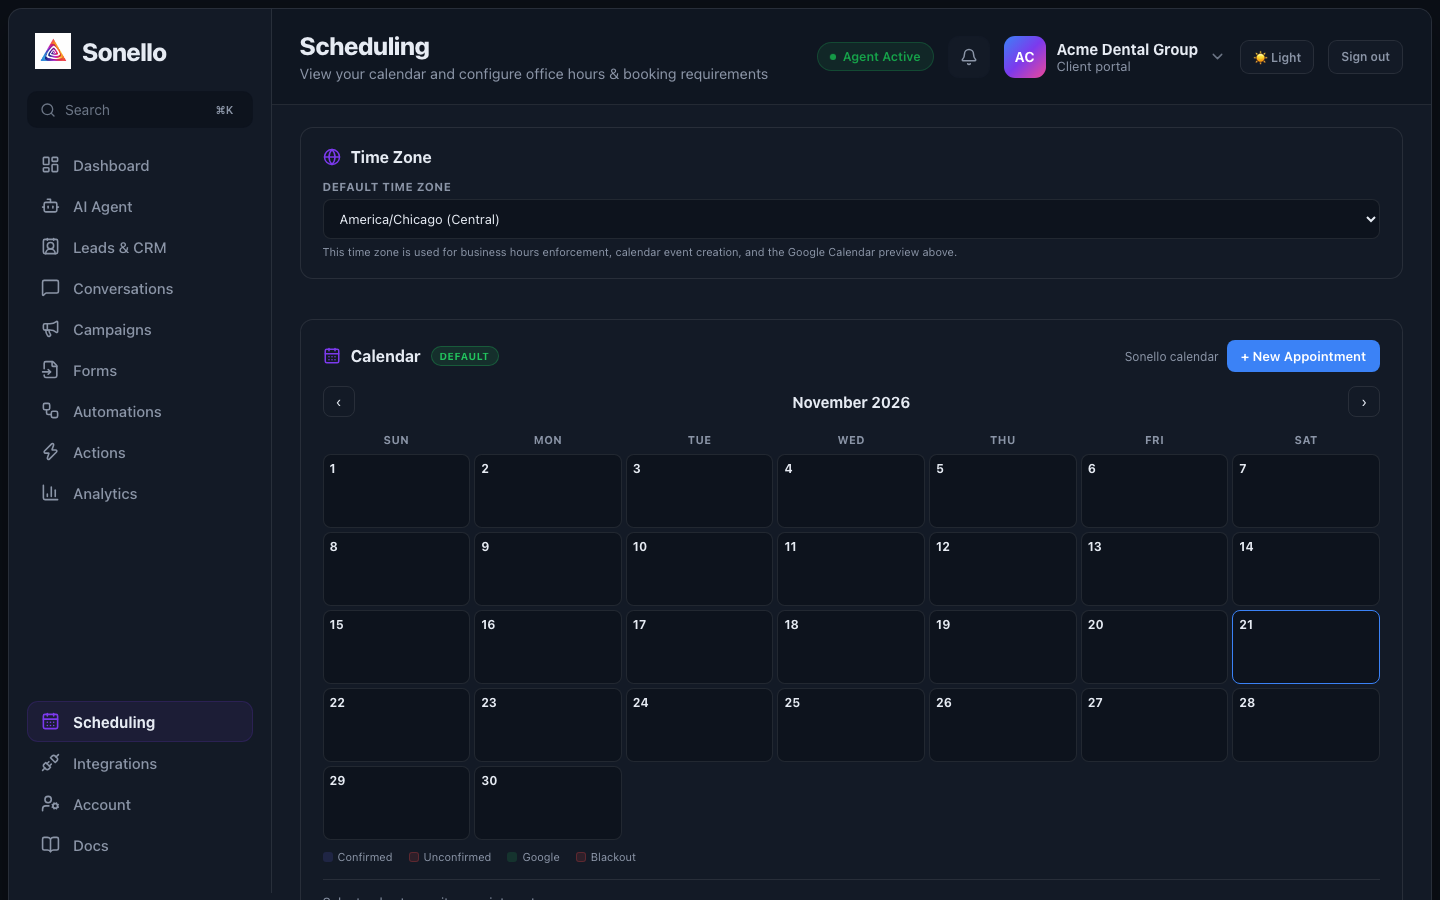 Sonello
Search ⌘K
Dashboard
AI Agent
Leads & CRM
Conversations
Campaigns
Forms
Automations
Actions
Analytics
Scheduling
Integrations
Account
Docs
Scheduling
View your calendar and configure office hours & booking requirements
Agent Active
AC
Acme Dental Group
Client portal
Light
Sign out
Time Zone
DEFAULT TIME ZONE
America/Chicago (Central)
This time zone is used for business hours enforcement, calendar event creation, and the Google Calendar preview above.
Calendar DEFAULT
Sonello calendar
+ New Appointment
‹ November 2026 ›
SUN MON TUE WED THU FRI SAT
1 2 3 4 5 6 7
8 9 10 11 12 13 14
15 16 17 18 19 20 21
22 23 24 25 26 27 28
29 30
Confirmed Unconfirmed Google Blackout